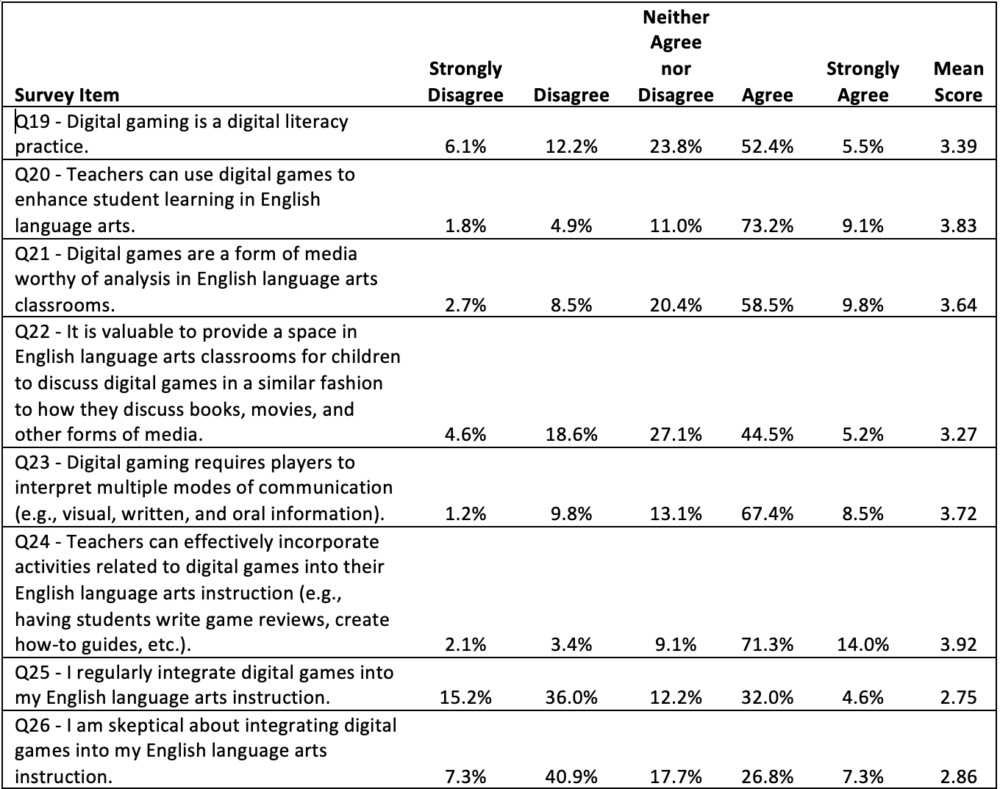 Neither
Agree
Strongly nor Strongly Mean
Survey Item Disagree Disagree Disagree Agree Agree Score
Q19 - Digital gaming is a digital literacy
practice. 6.1% 12.2% 23.8% 52.4% 5.5% 3.39
Q20 - Teachers can use digital games to
enhance student learning in English
language arts. 1.8% 4.9% 11.0% 73.2% 9.1% 3.83
Q21 - Digital games are a form of media
worthy of analysis in English language arts
classrooms. 2.7% 8.5% 20.4% 58.5% 9.8% 3.64
Q22 - It is valuable to provide a space in
English language arts classrooms for children
to discuss digital games in a similar fashion
to how they discuss books, movies, and
other forms of media. 4.6% 18.6% 27.1% 44.5% 5.2% 3.27
Q23 - Digital gaming requires players to
interpret multiple modes of communication
(e.g., visual, written, and oral information). 1.2% 9.8% 13.1% 67.4% 8.5% 3.72
Q24 - Teachers can effectively incorporate
activities related to digital games into their
English language arts instruction (e.g.,
having students write game reviews, create
how-to guides, etc.). 2.1% 3.4% 9.1% 71.3% 14.0% 3.92
Q25 - I regularly integrate digital games into
my English language arts instruction. 15.2% 36.0% 12.2% 32.0% 4.6% 2.75
Q26 - I am skeptical about integrating digital
games into my English language arts
instruction. 7.3% 40.9% 17.7% 26.8% 7.3% 2.86